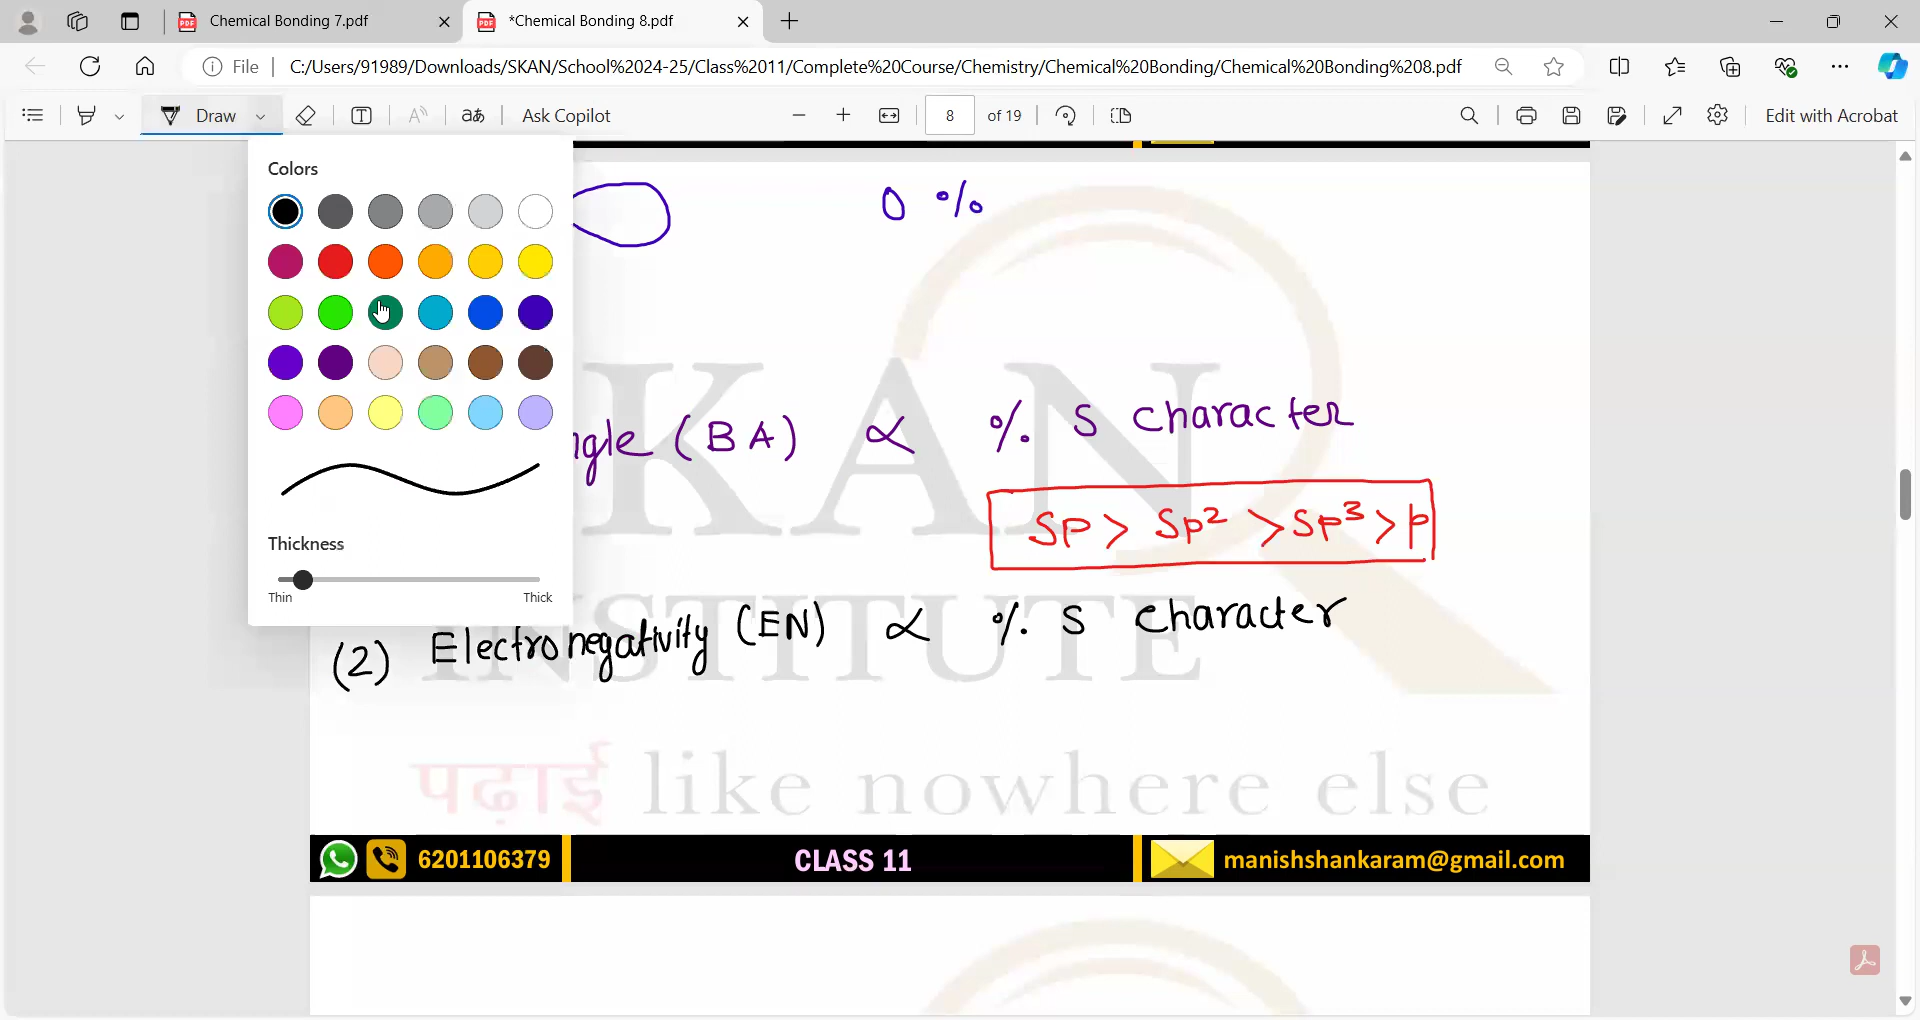 Chemical Bonding 7.pdf
*Chemical Bonding 8.pdf
File
C:/Users/91989/Downloads/SKAN/School%2024-25/Class%2011/Complete%20Course/Chemistry/Chemical%20Bonding/Chemical%20Bonding%208.pdf
Draw
Ask Copilot
8 of 19
Edit with Acrobat
Colors
Thickness
Thin
Thick
0 %
ngle (BA) ∝ % S character
Sp > Sp² > Sp³ > p
(2) Electronegativity (EN) ∝ % S character
KAN
INSTITUTE
पढ़ाई like nowhere else
6201106379
CLASS 11
manishshankaram@gmail.com